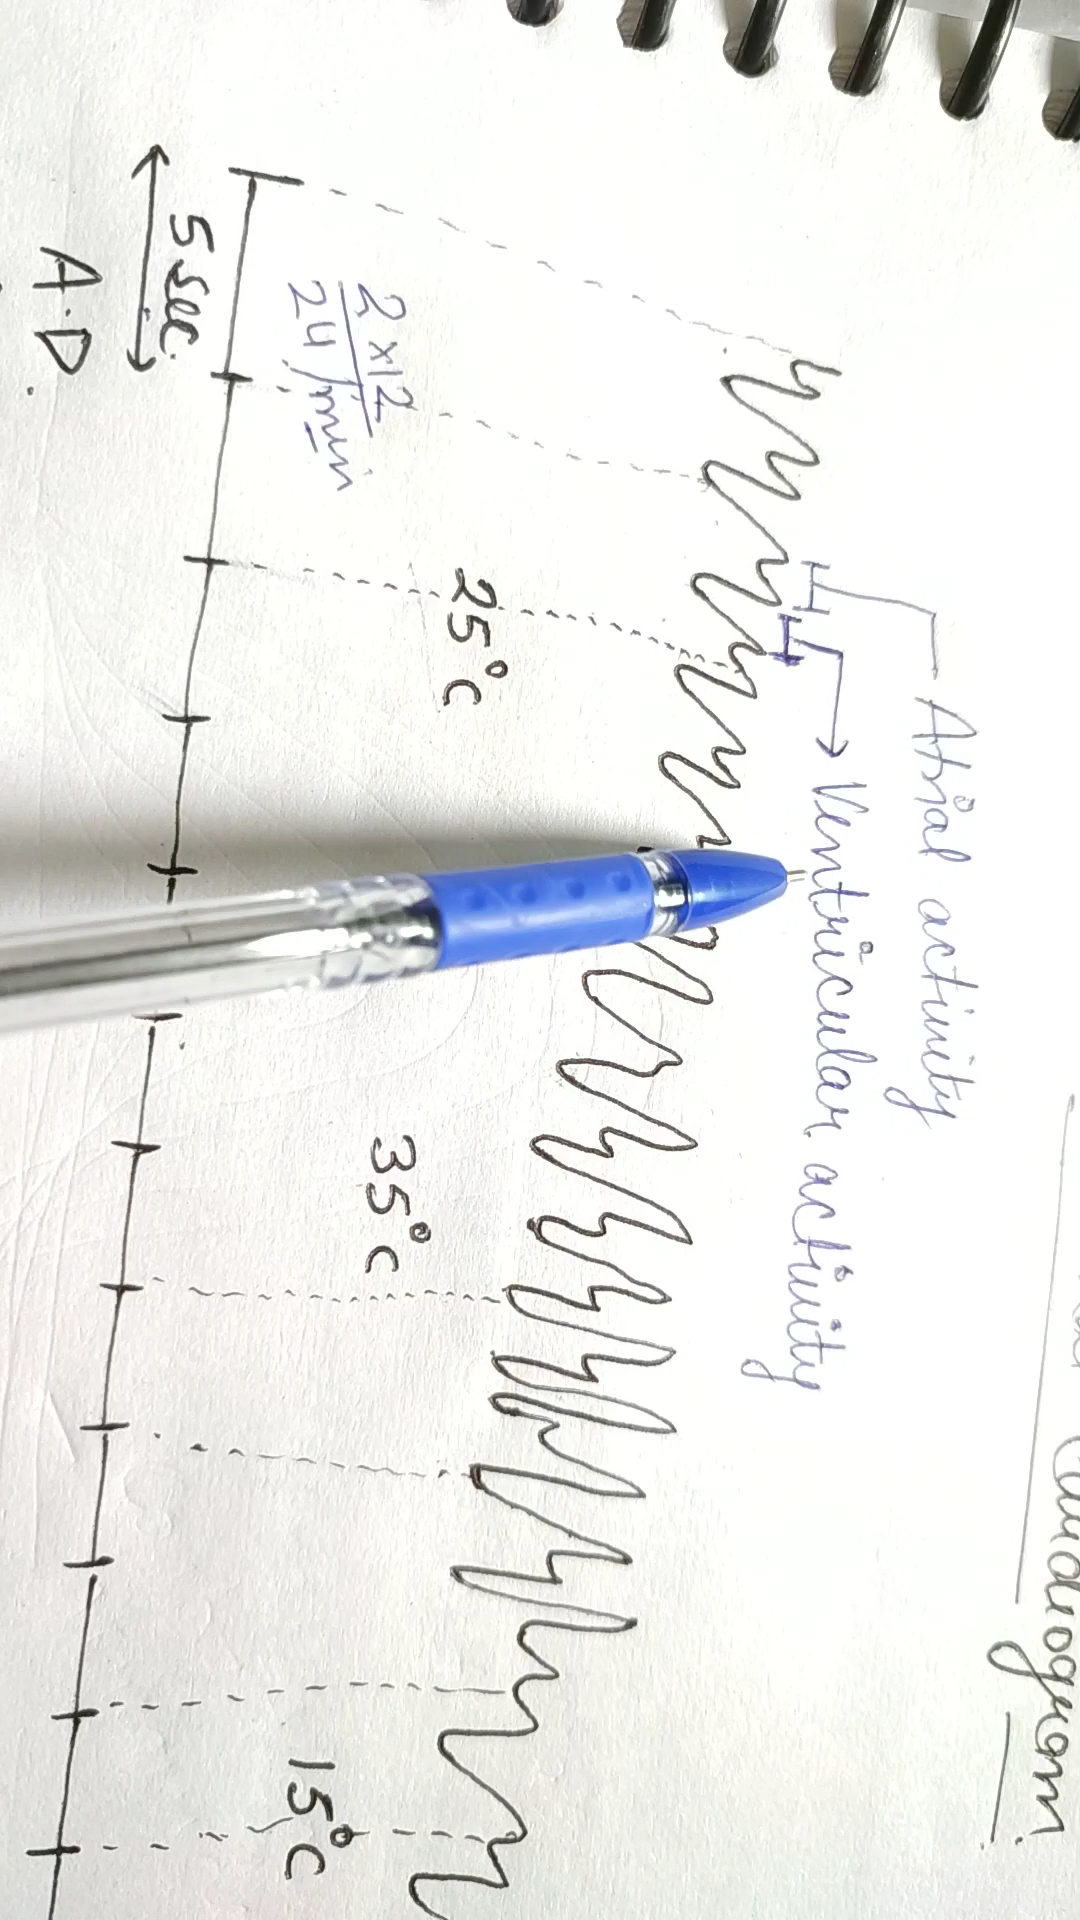 Cardiogram
Atrial activity
Ventricular activity
25°C
35°C
15°C
2 × 12
24/min
5 sec.
A.D.